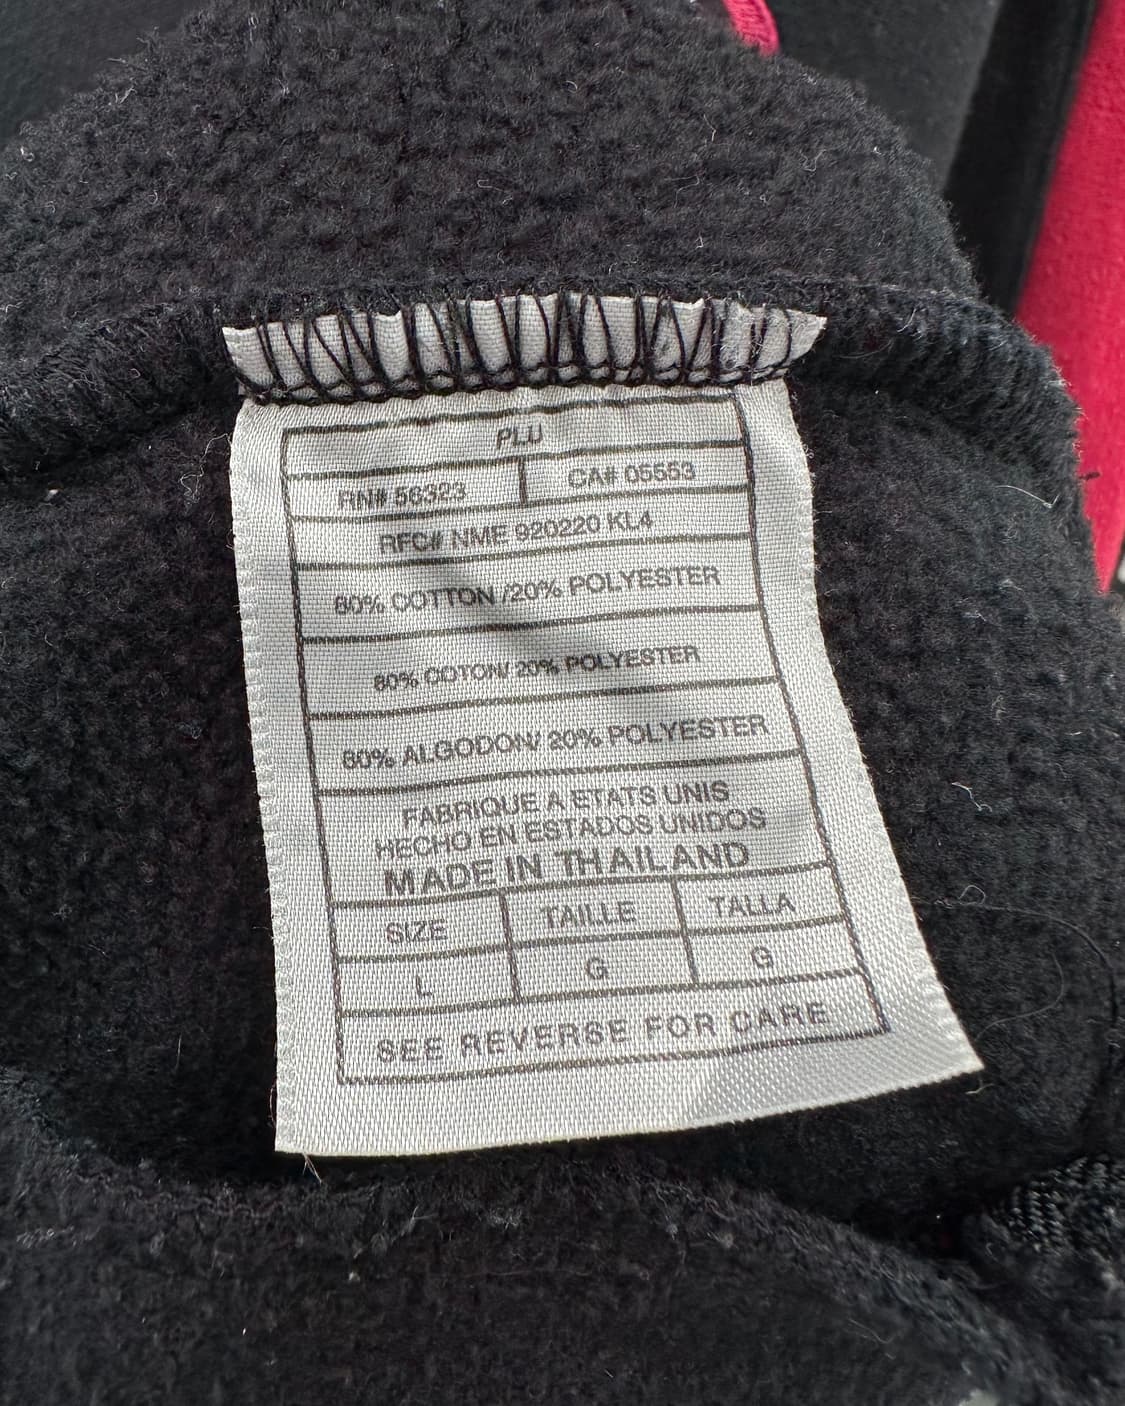 PLU
RN# 56323 CA# 05553
RFC# NME 920220 KL4
80% COTTON /20% POLYESTER
80% COTON/ 20% POLYESTER
80% ALGODON/ 20% POLYESTER
FABRIQUE A ETATS UNIS
HECHO EN ESTADOS UNIDOS
MADE IN THAILAND
SIZE TAILLE TALLA
L G G
SEE REVERSE FOR CARE